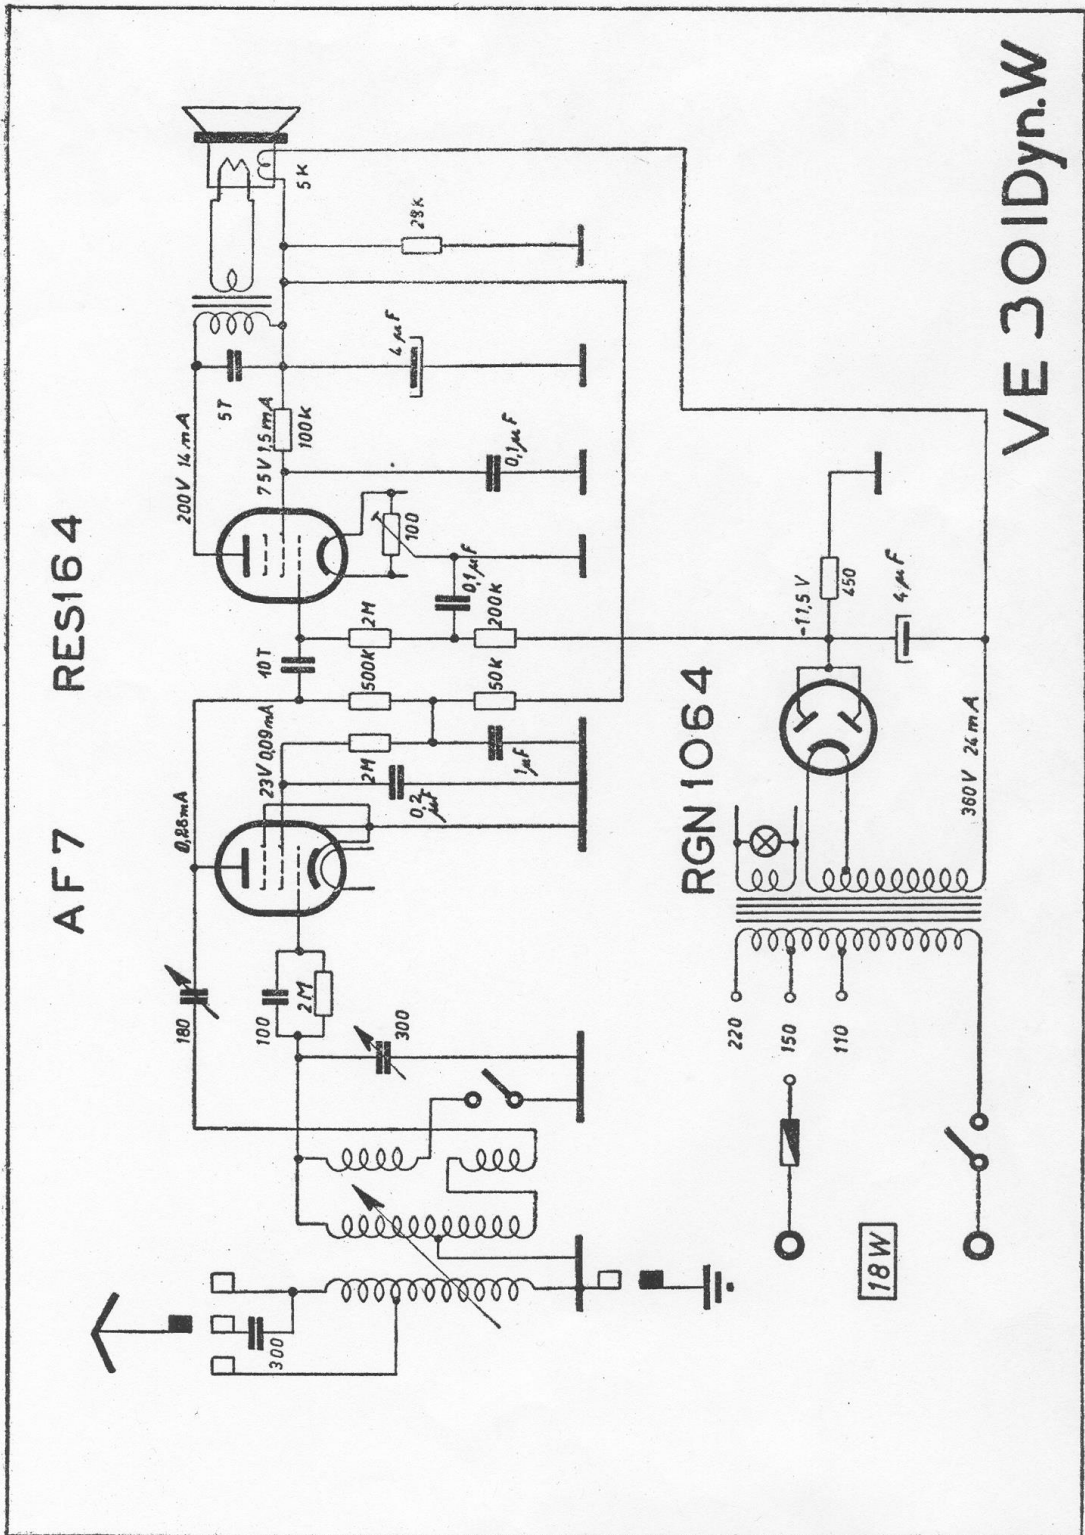 AF7
RES164
0,28mA
200V 14mA
5T
180
23V 0,09mA
10T
75V 1,5mA
100K
5K
100
2M
2M
500K
2M
100
4µF
28K
300
0,2µF
1µF
50K
200K
0,1µF
0,1µF
300
RGN 1064
220
150
110
-11,5V
450
4µF
360V 24mA
18W
VE 301Dyn.W